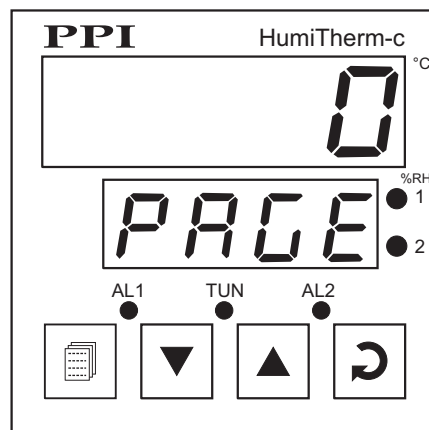 PPI HumiTherm-c
0 °C
%RH
PAGE 1
2
AL1 TUN AL2